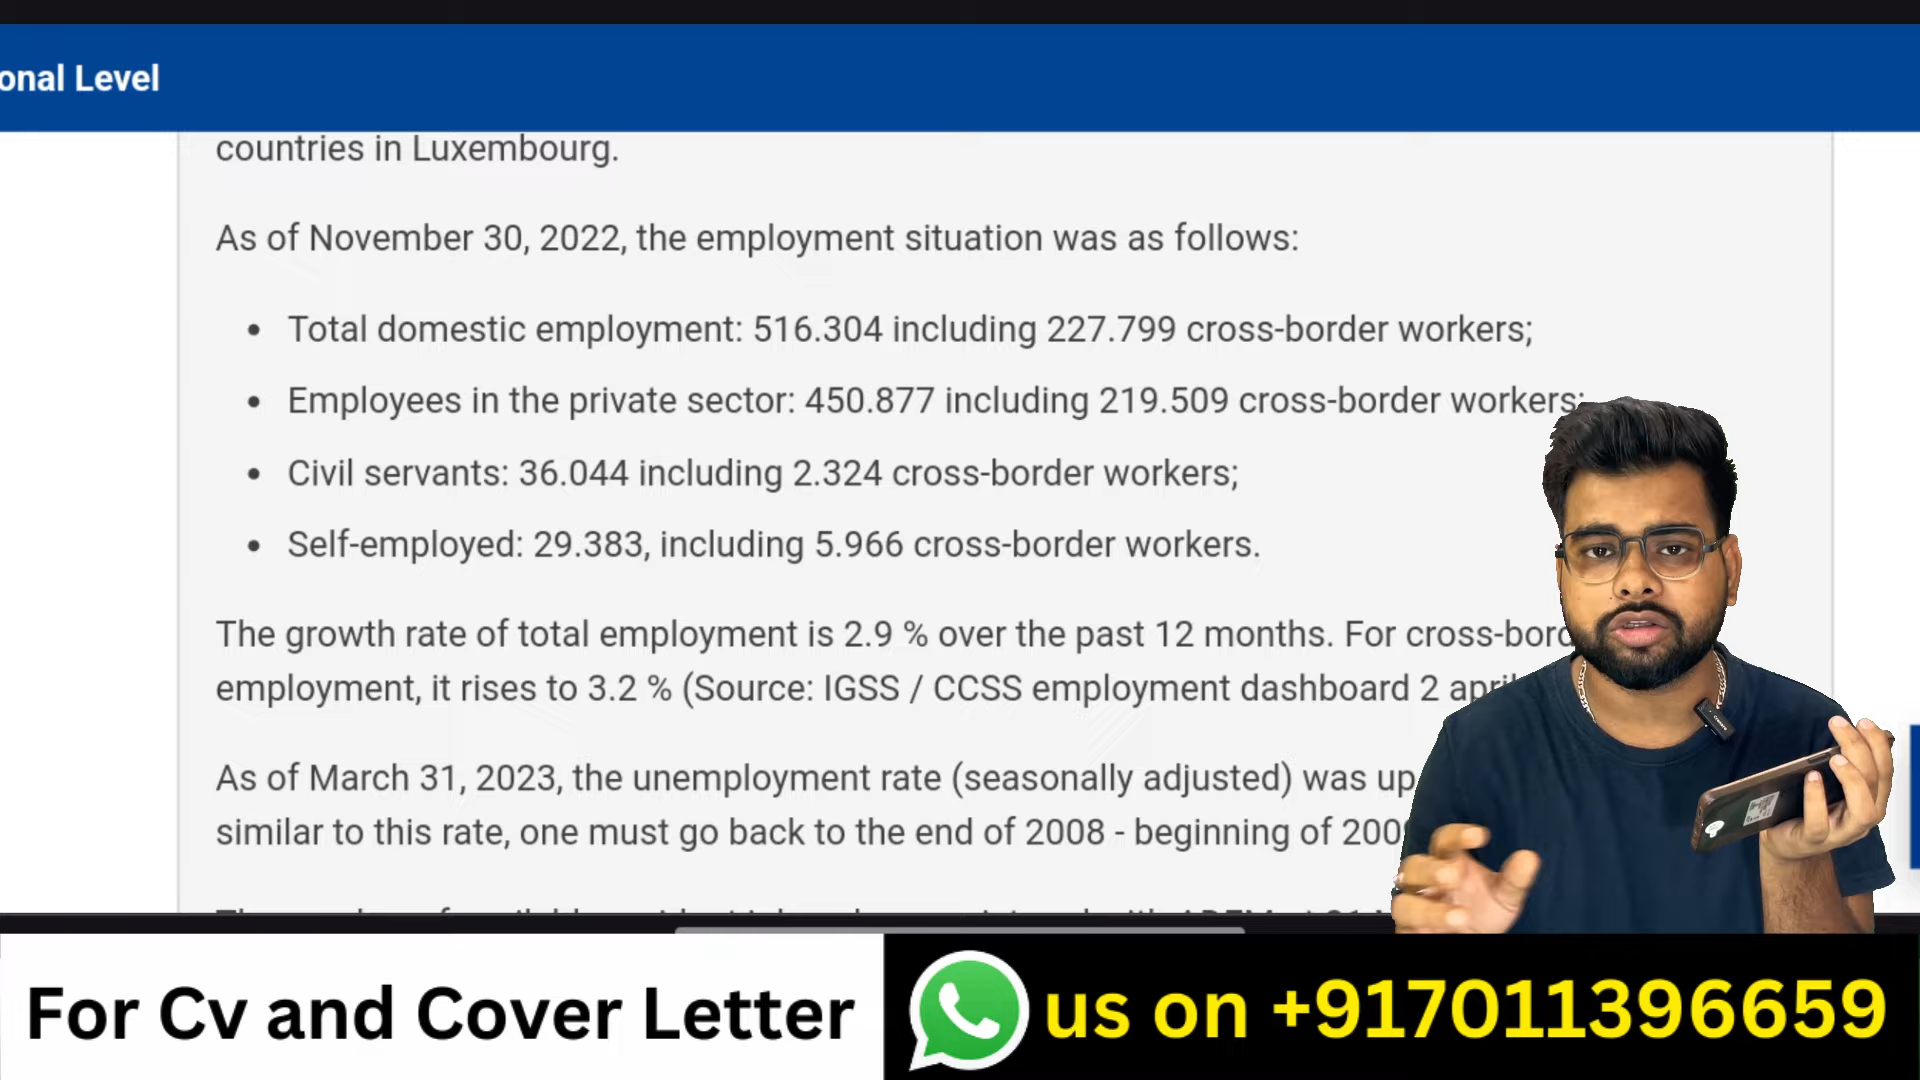 onal Level
countries in Luxembourg.
As of November 30, 2022, the employment situation was as follows:
• Total domestic employment: 516.304 including 227.799 cross-border workers;
• Employees in the private sector: 450.877 including 219.509 cross-border workers;
• Civil servants: 36.044 including 2.324 cross-border workers;
• Self-employed: 29.383, including 5.966 cross-border workers.
The growth rate of total employment is 2.9 % over the past 12 months. For
employment, it rises to 3.2 % (Source: IGSS / CCSS employment dashboard 2
As of March 31, 2023, the unemployment rate (seasonally adjusted) was
similar to this rate, one must go back to the end of 2008 - beginning of
For Cv and Cover Letter
us on +917011396659